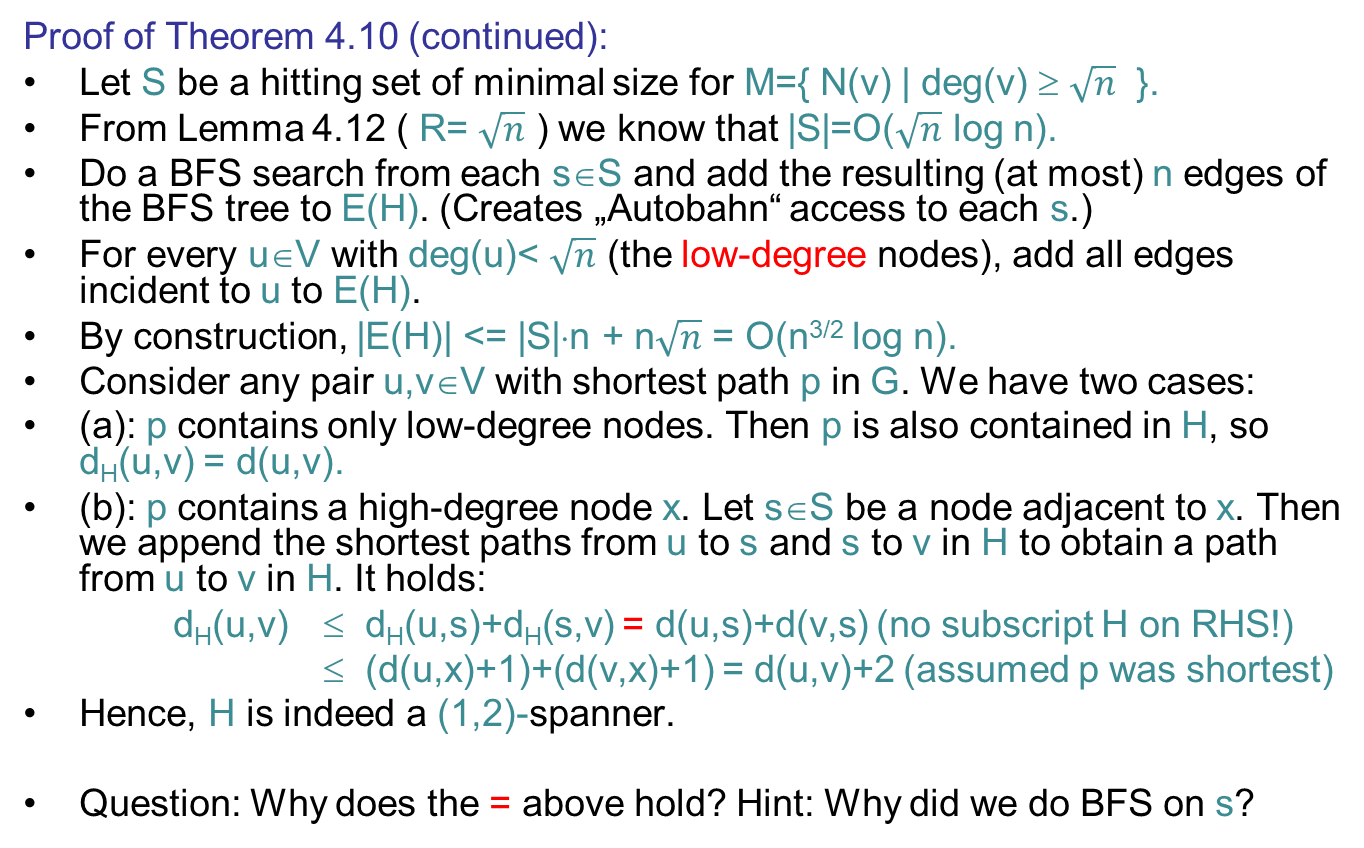 Proof of Theorem 4.10 (continued):
• Let S be a hitting set of minimal size for M={ N(v) | deg(v) ≥ √n }.
• From Lemma 4.12 ( R= √n ) we know that |S|=O(√n log n).
• Do a BFS search from each s∈S and add the resulting (at most) n edges of
the BFS tree to E(H). (Creates „Autobahn“ access to each s.)
• For every u∈V with deg(u)< √n (the low-degree nodes), add all edges
incident to u to E(H).
• By construction, |E(H)| <= |S|·n + n√n = O(n³ᐟ² log n).
• Consider any pair u,v∈V with shortest path p in G. We have two cases:
• (a): p contains only low-degree nodes. Then p is also contained in H, so
d_H(u,v) = d(u,v).
• (b): p contains a high-degree node x. Let s∈S be a node adjacent to x. Then
we append the shortest paths from u to s and s to v in H to obtain a path
from u to v in H. It holds:
d_H(u,v) ≤ d_H(u,s)+d_H(s,v) = d(u,s)+d(v,s) (no subscript H on RHS!)
≤ (d(u,x)+1)+(d(v,x)+1) = d(u,v)+2 (assumed p was shortest)
• Hence, H is indeed a (1,2)-spanner.
• Question: Why does the = above hold? Hint: Why did we do BFS on s?